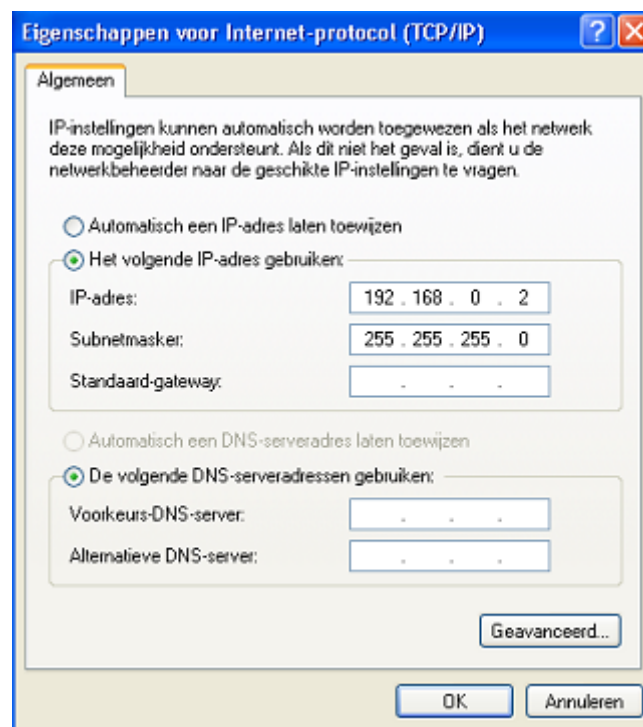 Eigenschappen voor Internet-protocol (TCP/IP)
Algemeen
IP-instellingen kunnen automatisch worden toegewezen als het netwerk
deze mogelijkheid ondersteunt. Als dit niet het geval is, dient u de
netwerkbeheerder naar de geschikte IP-instellingen te vragen.
Automatisch een IP-adres laten toewijzen
Het volgende IP-adres gebruiken:
IP-adres: 192 . 168 . 0 . 2
Subnetmasker: 255 . 255 . 255 . 0
Standaard-gateway: . . .
Automatisch een DNS-serveradres laten toewijzen
De volgende DNS-serveradressen gebruiken:
Voorkeurs-DNS-server: . . .
Alternatieve DNS-server: . . .
Geavanceerd...
OK Annuleren